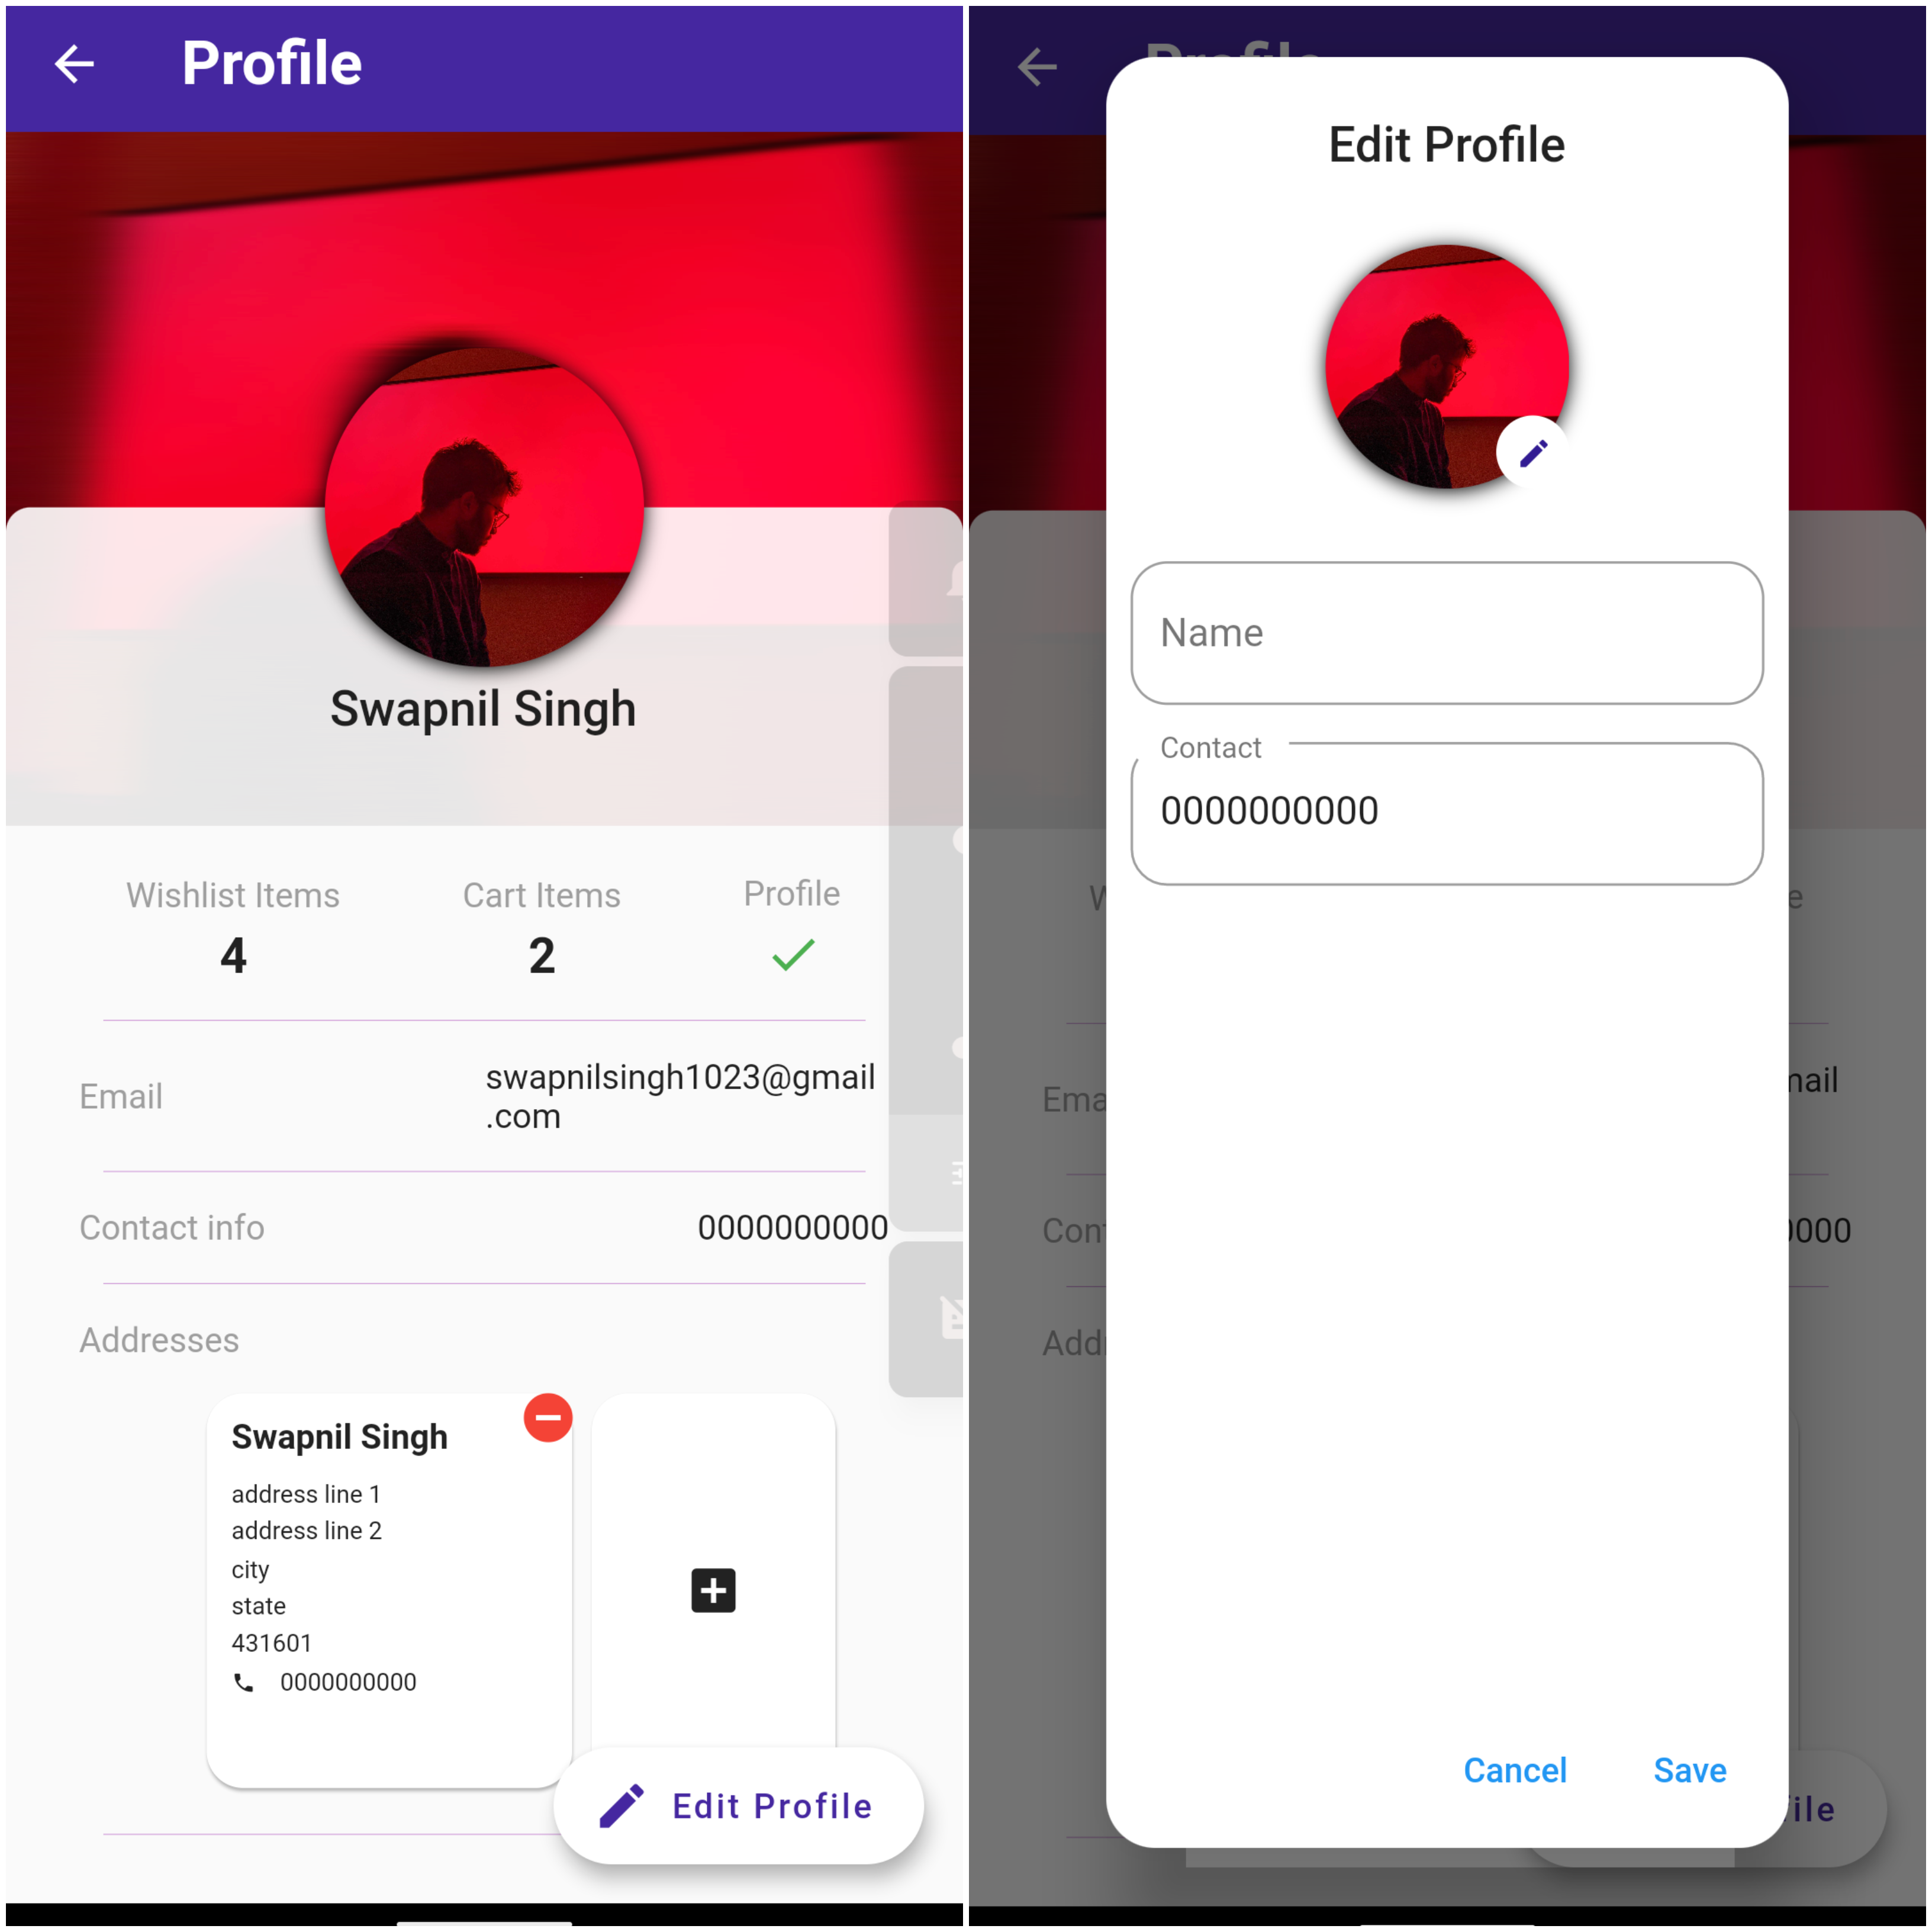 Profile
Swapnil Singh
Wishlist Items
Cart Items
Profile
4
2
Email
swapnilsingh1023@gmail
.com
Contact info
0000000000
Addresses
Swapnil Singh
address line 1
address line 2
city
state
431601
0000000000
Edit Profile
Profile
Edit Profile
Name
Contact
0000000000
Cancel
Save